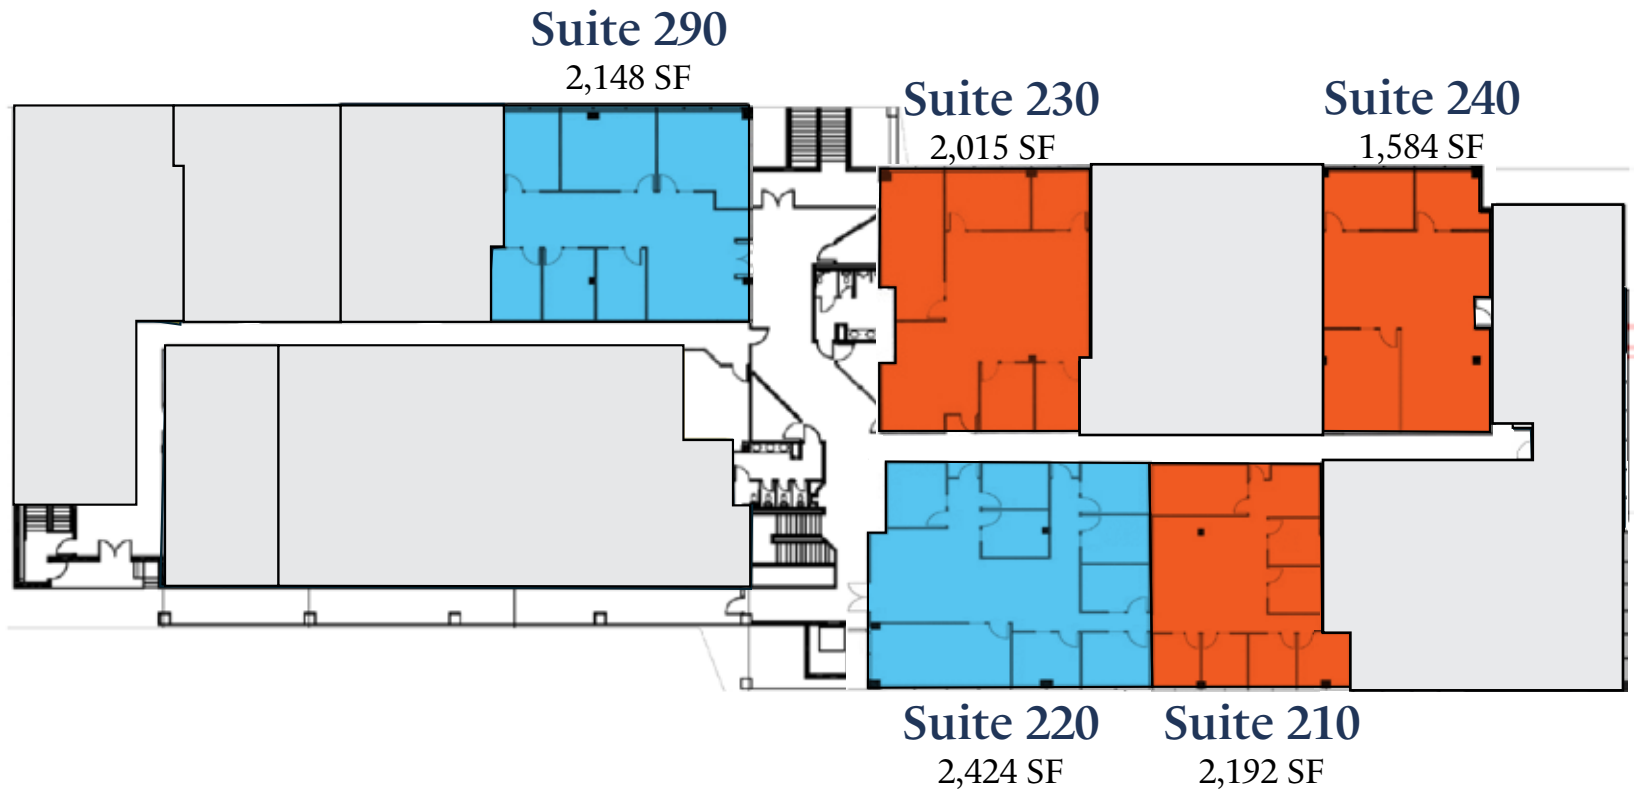 Suite 290
2,148 SF
Suite 230
2,015 SF
Suite 240
1,584 SF
Suite 220
2,424 SF
Suite 210
2,192 SF